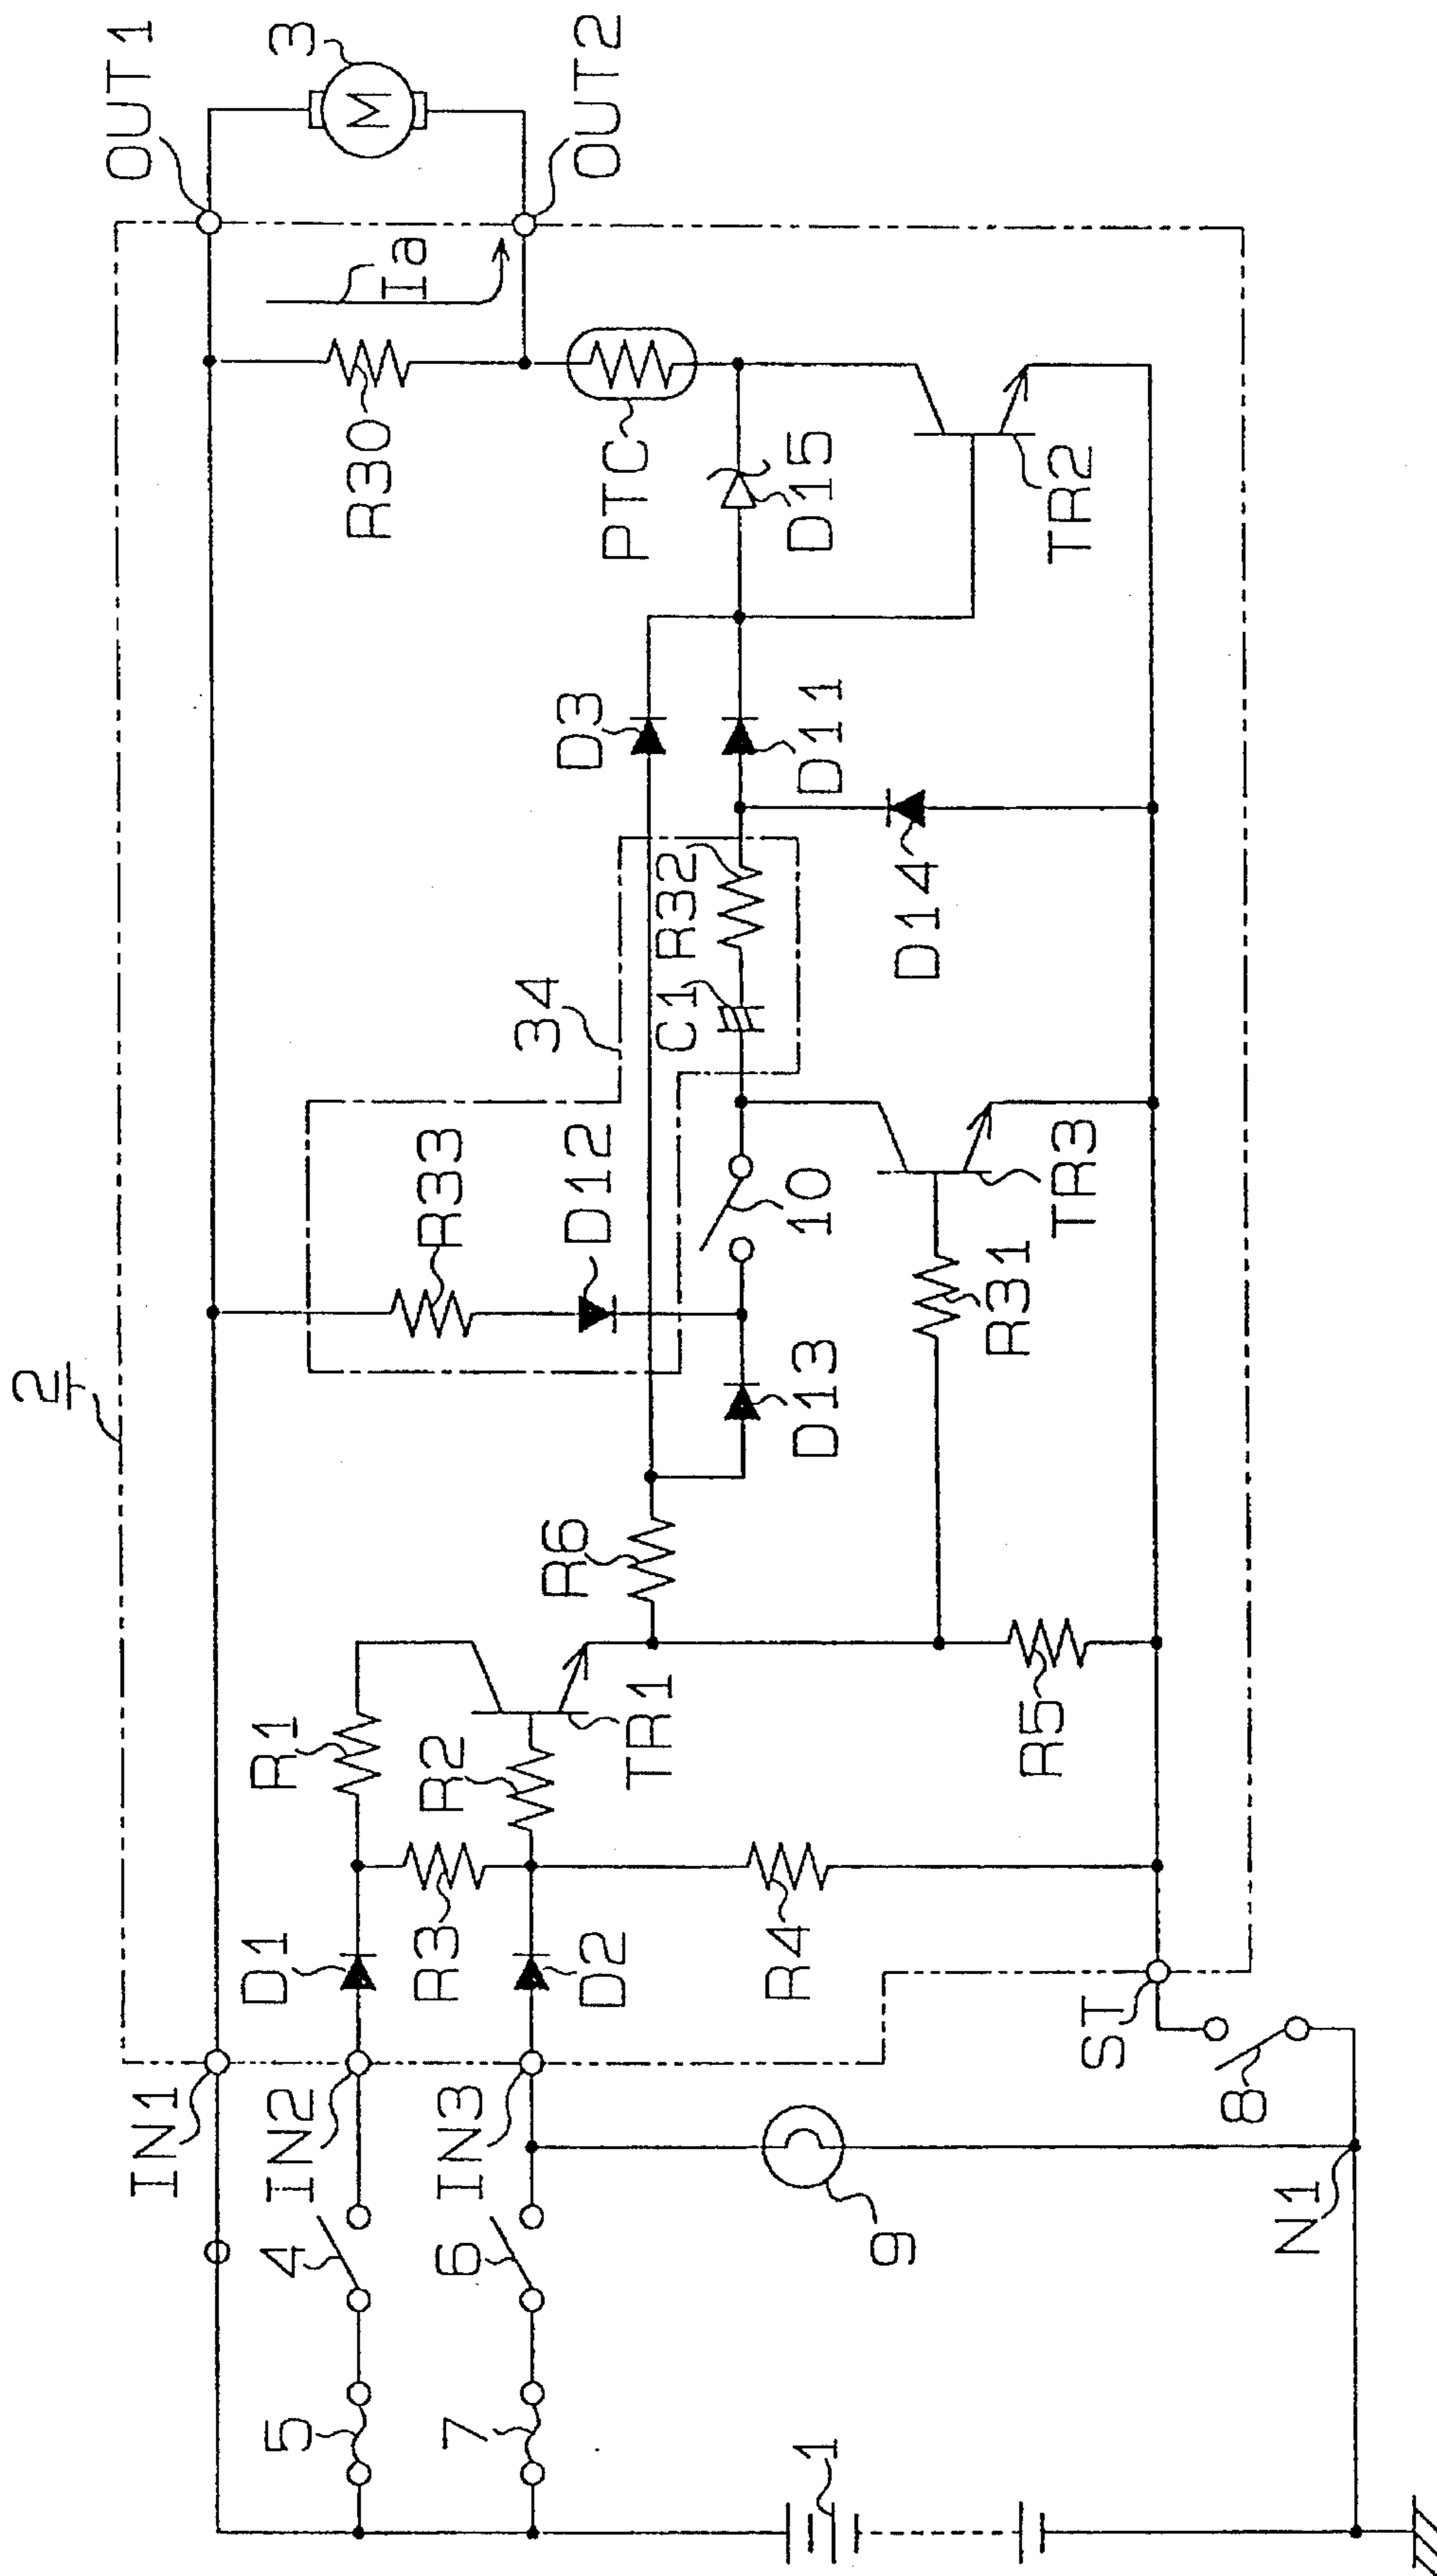 2
IN1
IN2
IN3
ST
OUT1
OUT2
3
M
Ia
R30
PTC
D15
TR2
D3
D11
D14
34
C1
R32
R33
D12
10
TR3
R31
D13
R6
R1
R2
TR1
R5
D1
R3
D2
R4
4
5
6
7
8
9
N1
1